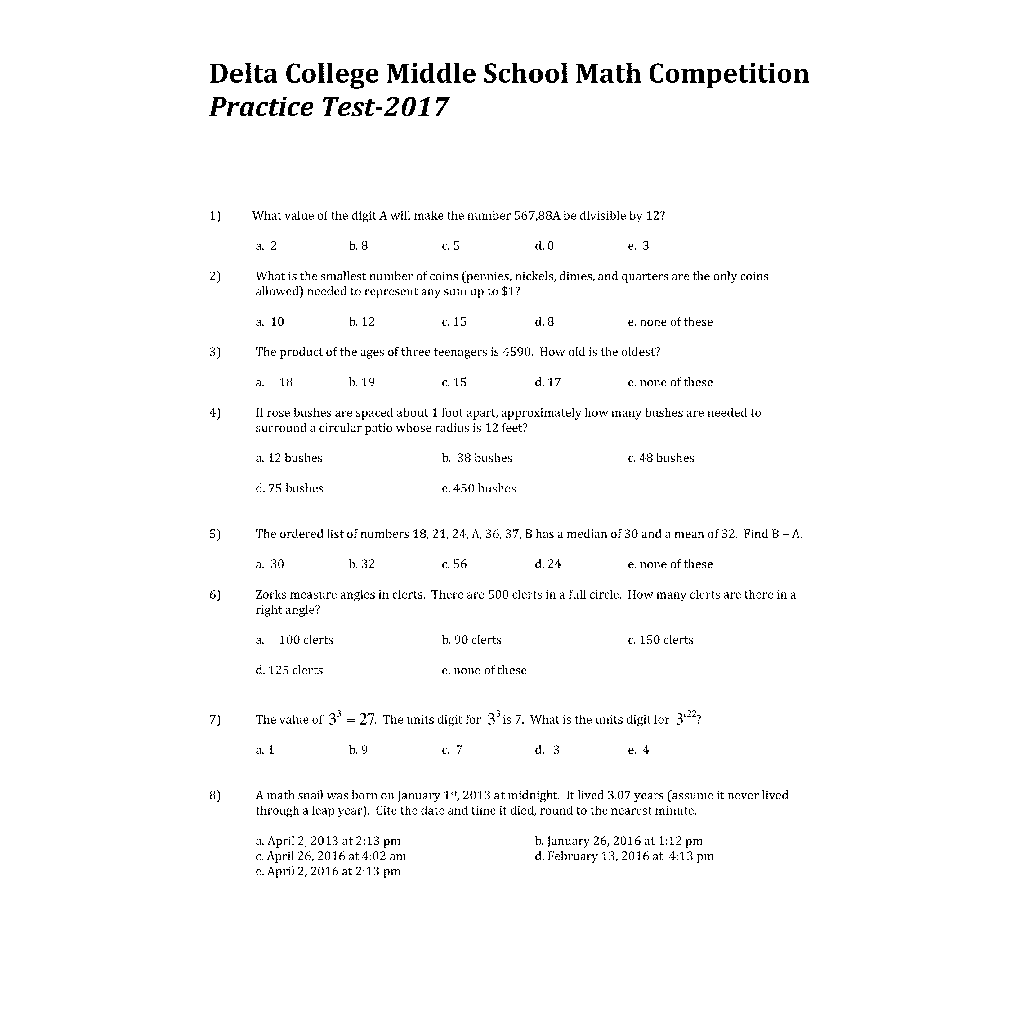 Delta College Middle School Math Competition
Practice Test-2017
1) What value of the digit A will make the number 567,88A be divisible by 12?
a. 2 b. 8 c. 5 d. 0 e. 3
2) What is the smallest number of coins (pennies, nickels, dimes, and quarters are the only coins
allowed) needed to represent any sum up to $1?
a. 10 b. 12 c. 15 d. 8 e. none of these
3) The product of the ages of three teenagers is 4590. How old is the oldest?
a. 18 b. 19 c. 15 d. 17 e. none of these
4) If rose bushes are spaced about 1 foot apart, approximately how many bushes are needed to
surround a circular patio whose radius is 12 feet?
a. 12 bushes b. 38 bushes c. 48 bushes
d. 75 bushes e. 450 bushes
5) The ordered list of numbers 18, 21, 24, A, 36, 37, B has a median of 30 and a mean of 32. Find B – A.
a. 30 b. 32 c. 56 d. 24 e. none of these
6) Zorks measure angles in clerts. There are 500 clerts in a full circle. How many clerts are there in a
right angle?
a. 100 clerts b. 90 clerts c. 150 clerts
d. 125 clerts e. none of these
7) The value of 3³ = 27. The units digit for 3³ is 7. What is the units digit for 3 ?
a. 1 b. 9 c. 7 d. 3 e. 4
8) A math snail was born on January 1st, 2013 at midnight. It lived 3.07 years (assume it never lived
through a leap year). Cite the date and time it died, round to the nearest minute.
a. April 2, 2013 at 2:13 pm b. January 26, 2016 at 1:12 pm
c. April 26, 2016 at 4:02 am d. February 13, 2016 at 4:13 pm
e. April 2, 2016 at 2:13 pm